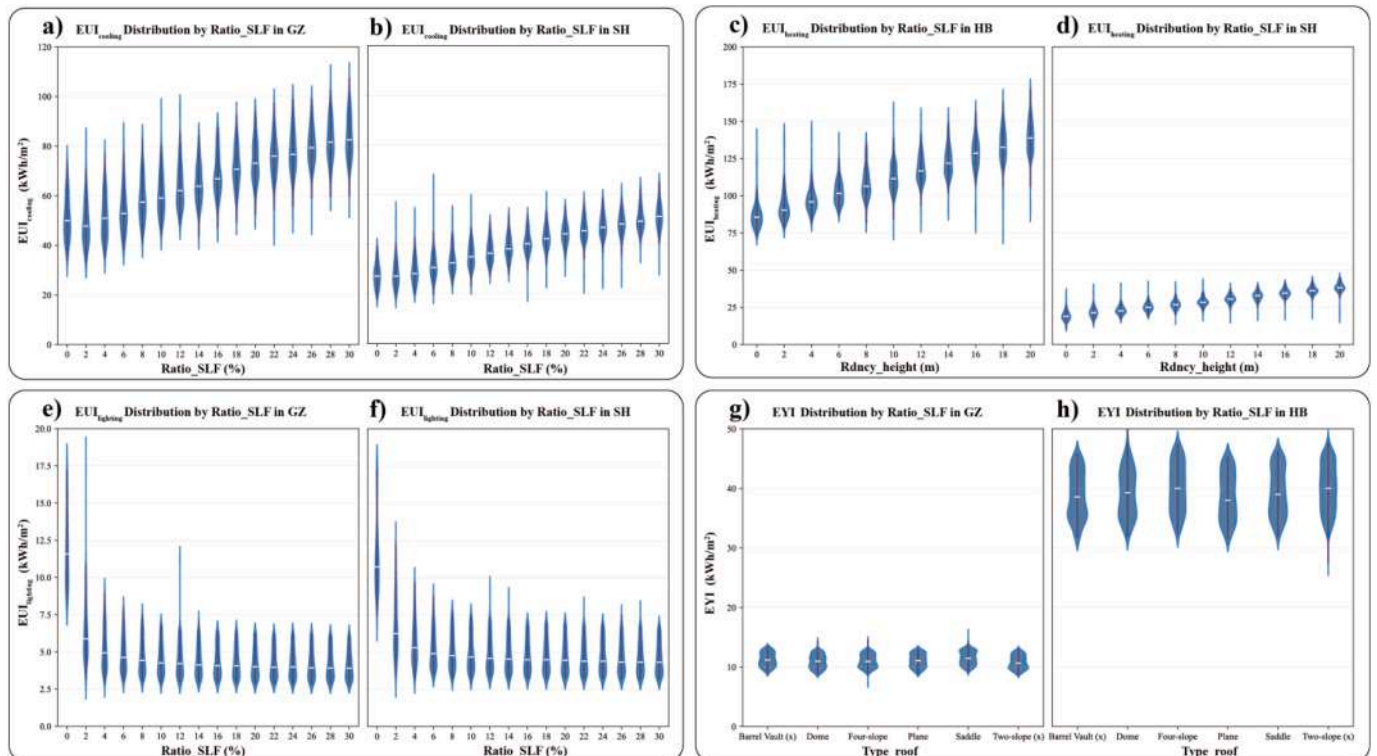 a) EUIcooling Distribution by Ratio_SLF in GZ
b) EUIcooling Distribution by Ratio_SLF in SH
EUIcooling (kWh/m²)
120
100
80
60
40
20
0
0 2 4 6 8 10 12 14 16 18 20 22 24 26 28 30
0 2 4 6 8 10 12 14 16 18 20 22 24 26 28 30
Ratio_SLF (%)
Ratio_SLF (%)
c) EUIheating Distribution by Ratio_SLF in HB
d) EUIheating Distribution by Ratio_SLF in SH
EUIheating (kWh/m²)
200
175
150
125
100
75
50
25
0
0 2 4 6 8 10 12 14 16 18 20
0 2 4 6 8 10 12 14 16 18 20
Rdncy_height (m)
Rdncy_height (m)
e) EUIlighting Distribution by Ratio_SLF in GZ
f) EUIlighting Distribution by Ratio_SLF in SH
EUIlighting (kWh/m²)
20.0
17.5
15.0
12.5
10.0
7.5
5.0
2.5
0.0
0 2 4 6 8 10 12 14 16 18 20 22 24 26 28 30
0 2 4 6 8 10 12 14 16 18 20 22 24 26 28 30
Ratio_SLF (%)
Ratio_SLF (%)
g) EYI Distribution by Ratio_SLF in GZ
h) EYI Distribution by Ratio_SLF in HB
EYI (kWh/m²)
50
40
30
20
10
0
Barrel Vault (x) Dome Four-slope Plane Saddle Two-slope (x)
Barrel Vault (x) Dome Four-slope Plane Saddle Two-slope (x)
Type_roof
Type_roof